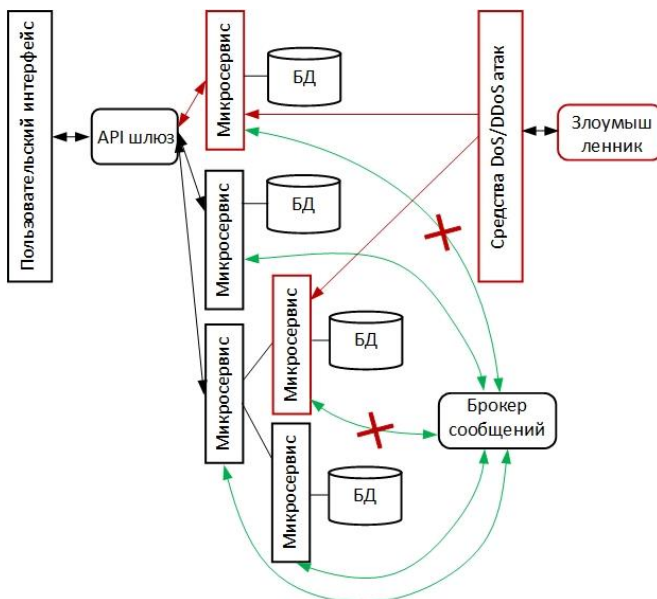 Пользовательский интерфейс
API шлюз
Микросервис
БД
Микросервис
БД
Микросервис
Микросервис
БД
Микросервис
БД
Средства DoS/DDoS атак
Злоумыш
ленник
Брокер
сообщений